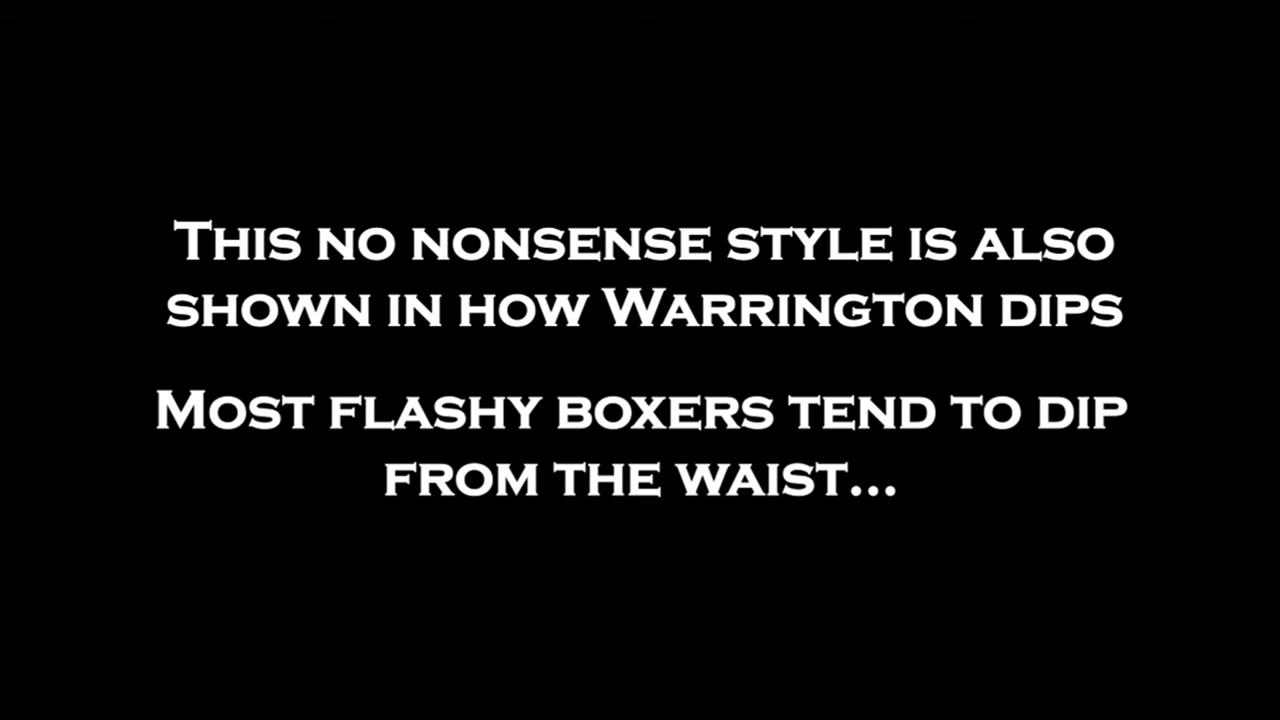 This no nonsense style is also
shown in how Warrington dips
Most flashy boxers tend to dip
from the waist...